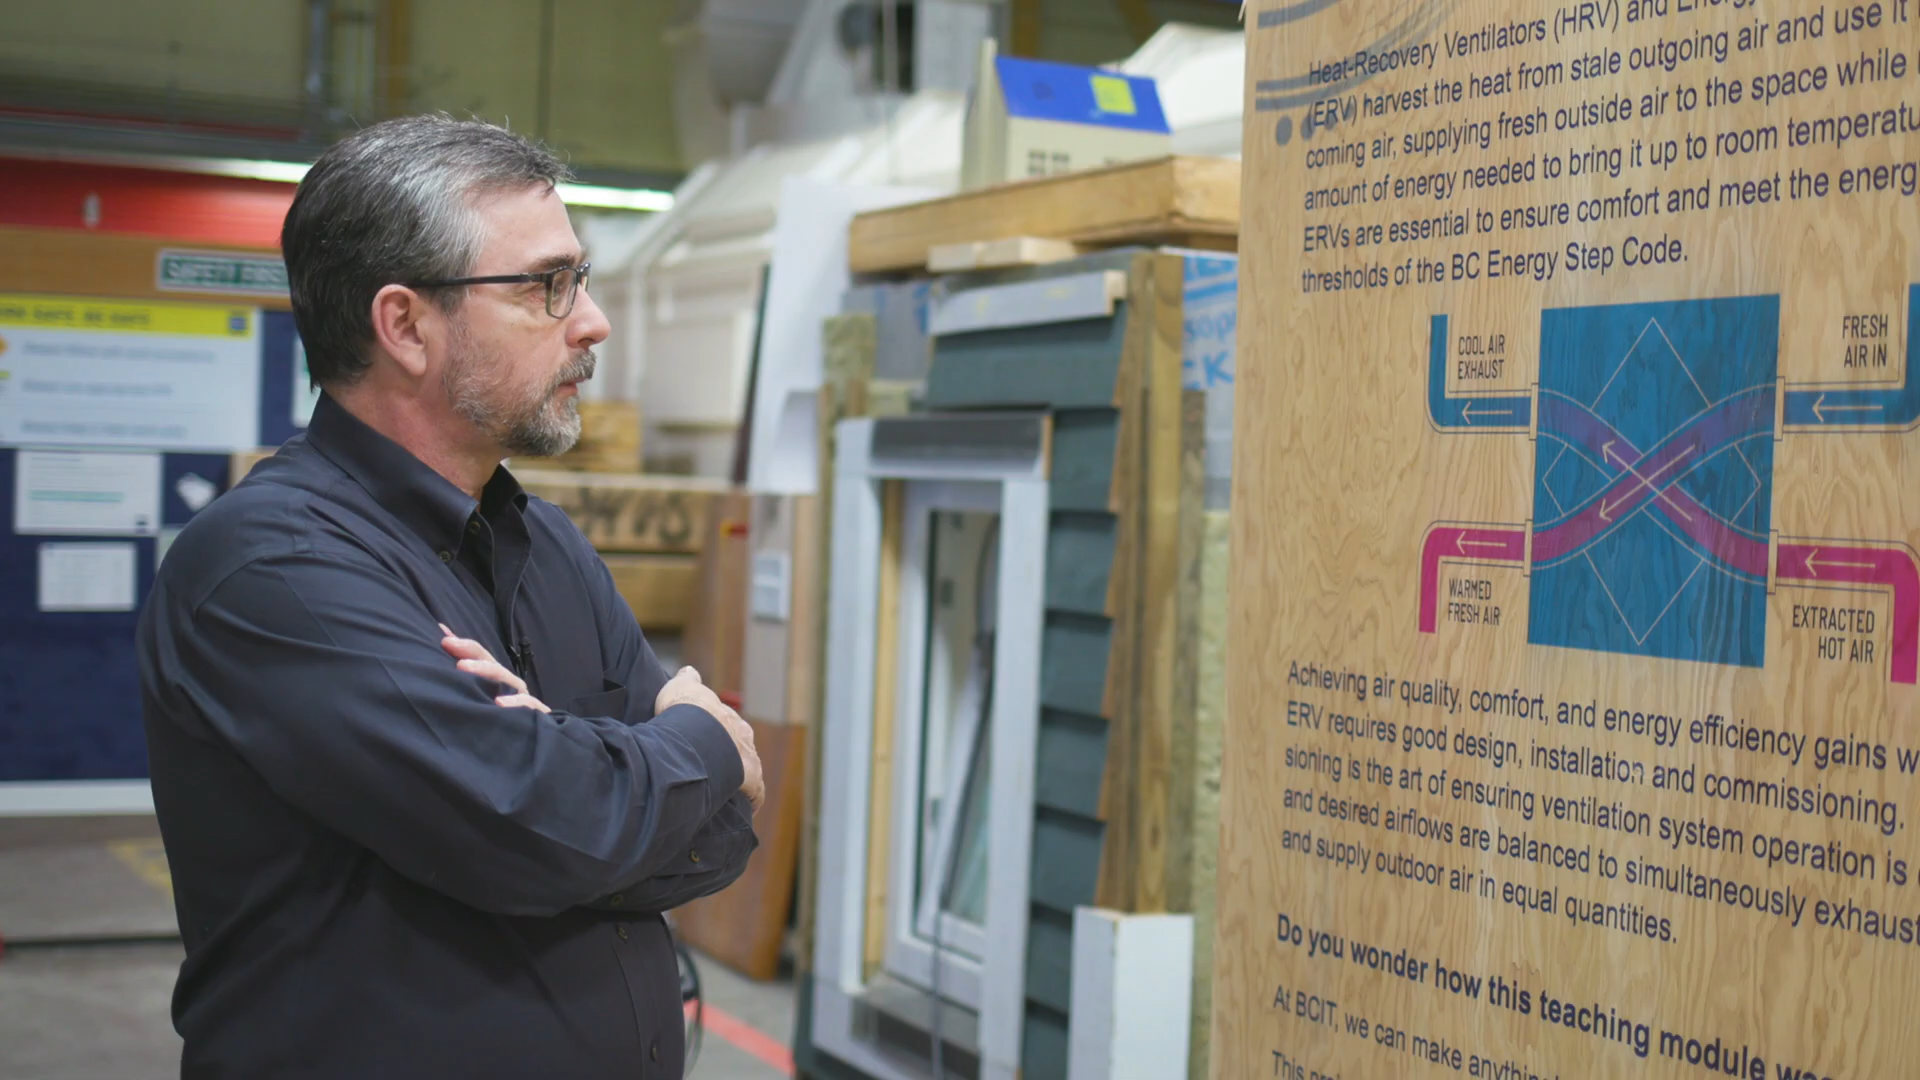 SAFETY FIRST
Heat-Recovery Ventilators (HRV) and Energy
(ERV) harvest the heat from stale outgoing air and use it
coming air, supplying fresh outside air to the space while
amount of energy needed to bring it up to room temperatu
ERVs are essential to ensure comfort and meet the energ
thresholds of the BC Energy Step Code.
COOL AIR
EXHAUST
FRESH
AIR IN
WARMED
FRESH AIR
EXTRACTED
HOT AIR
Achieving air quality, comfort, and energy efficiency gains w
ERV requires good design, installation and commissioning.
sioning is the art of ensuring ventilation system operation is
and desired airflows are balanced to simultaneously exhaust
and supply outdoor air in equal quantities.
Do you wonder how this teaching module was
At BCIT, we can make anything
This